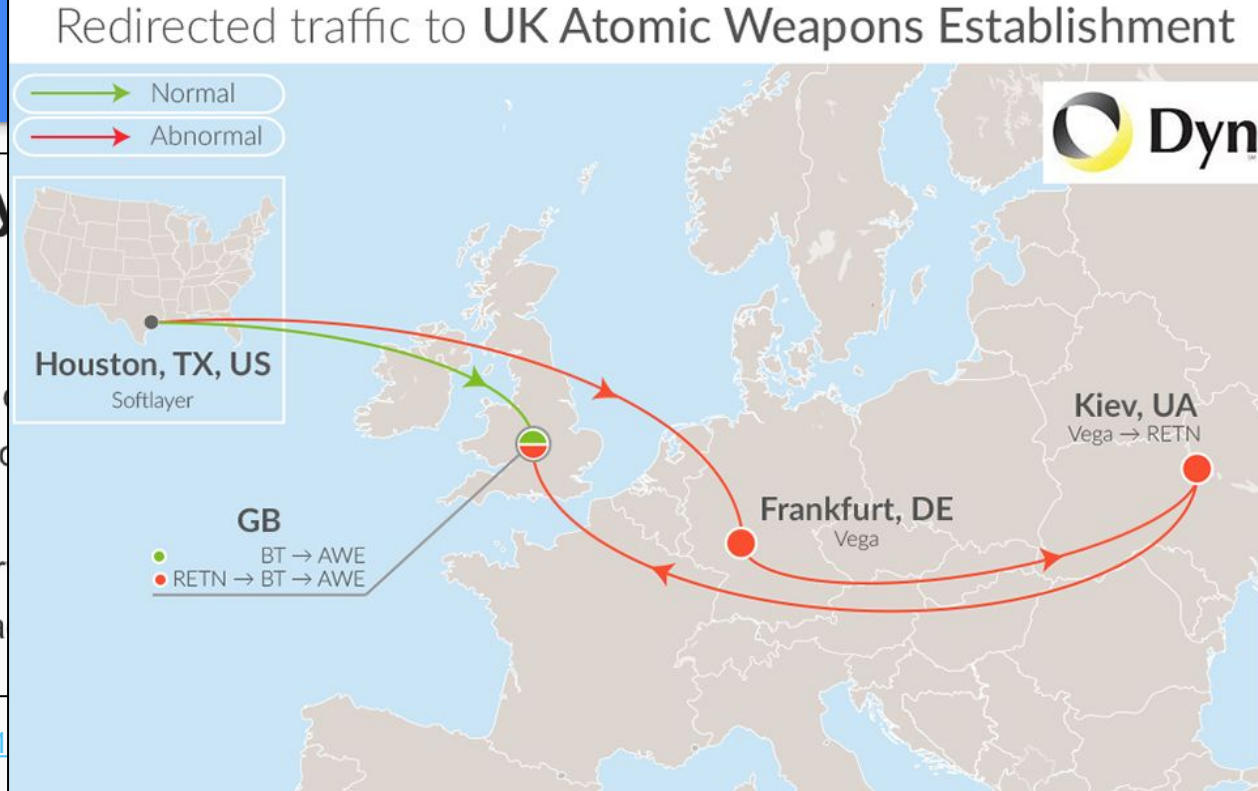 Redirected traffic to UK Atomic Weapons Establishment
Normal
Abnormal
Dyn
Houston, TX, US
Softlayer
Kiev, UA
Vega → RETN
Frankfurt, DE
Vega
GB
BT → AWE
RETN → BT → AWE